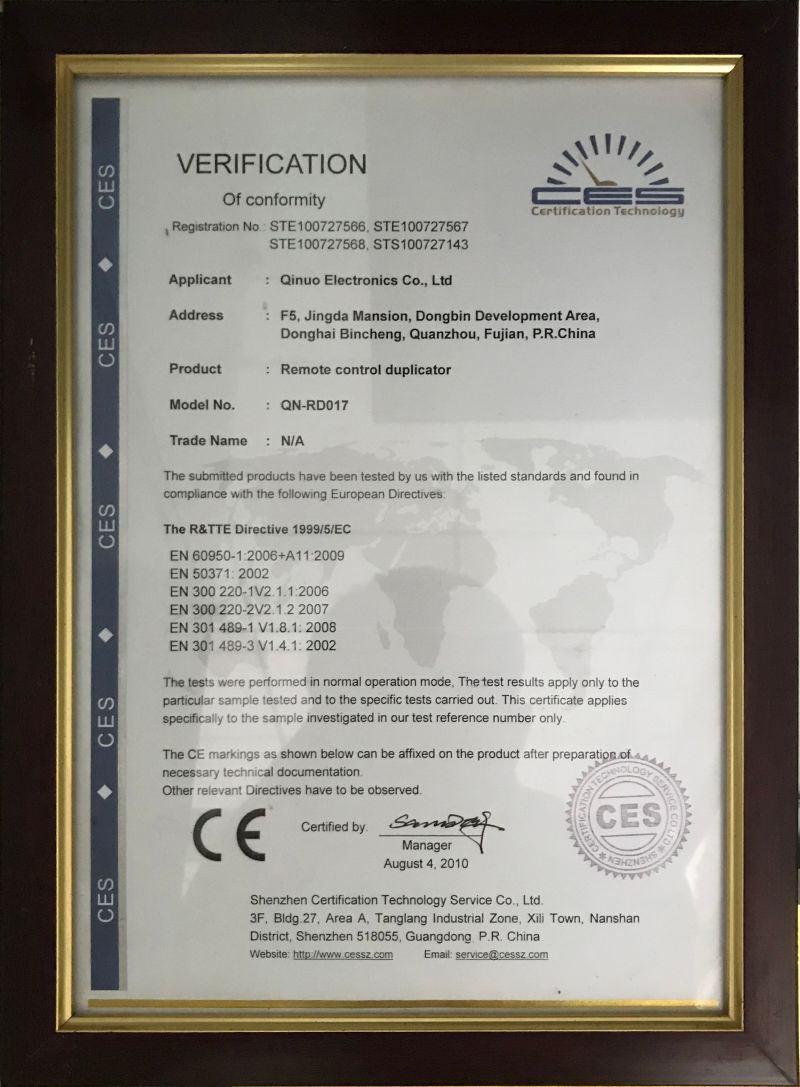 VERIFICATION
Of conformity
CES
Certification Technology
Registration No.: STE100727566, STE100727567
STE100727568, STS100727143
Applicant : Qinuo Electronics Co., Ltd
Address : F5, Jingda Mansion, Dongbin Development Area,
Donghai Bincheng, Quanzhou, Fujian, P.R.China
Product : Remote control duplicator
Model No. : QN-RD017
Trade Name : N/A
The submitted products have been tested by us with the listed standards and found in
compliance with the following European Directives:
The R&TTE Directive 1999/5/EC
EN 60950-1:2006+A11:2009
EN 50371: 2002
EN 300 220-1V2.1.1:2006
EN 300 220-2V2.1.2 2007
EN 301 489-1 V1.8.1: 2008
EN 301 489-3 V1.4.1: 2002
The tests were performed in normal operation mode, The test results apply only to the
particular sample tested and to the specific tests carried out. This certificate applies
specifically to the sample investigated in our test reference number only.
The CE markings as shown below can be affixed on the product after preparation of
necessary technical documentation.
Other relevant Directives have to be observed.
CE
Certified by.
Manager
August 4, 2010
SHENZHEN CERTIFICATION TECHNOLOGY SERVICE CO LTD
CES
Shenzhen Certification Technology Service Co., Ltd.
3F, Bldg.27, Area A, Tanglang Industrial Zone, Xili Town, Nanshan
District, Shenzhen 518055, Guangdong, P.R. China
Website: http://www.cessz.com Email: service@cessz.com
CES
CES
CES
CES
CES